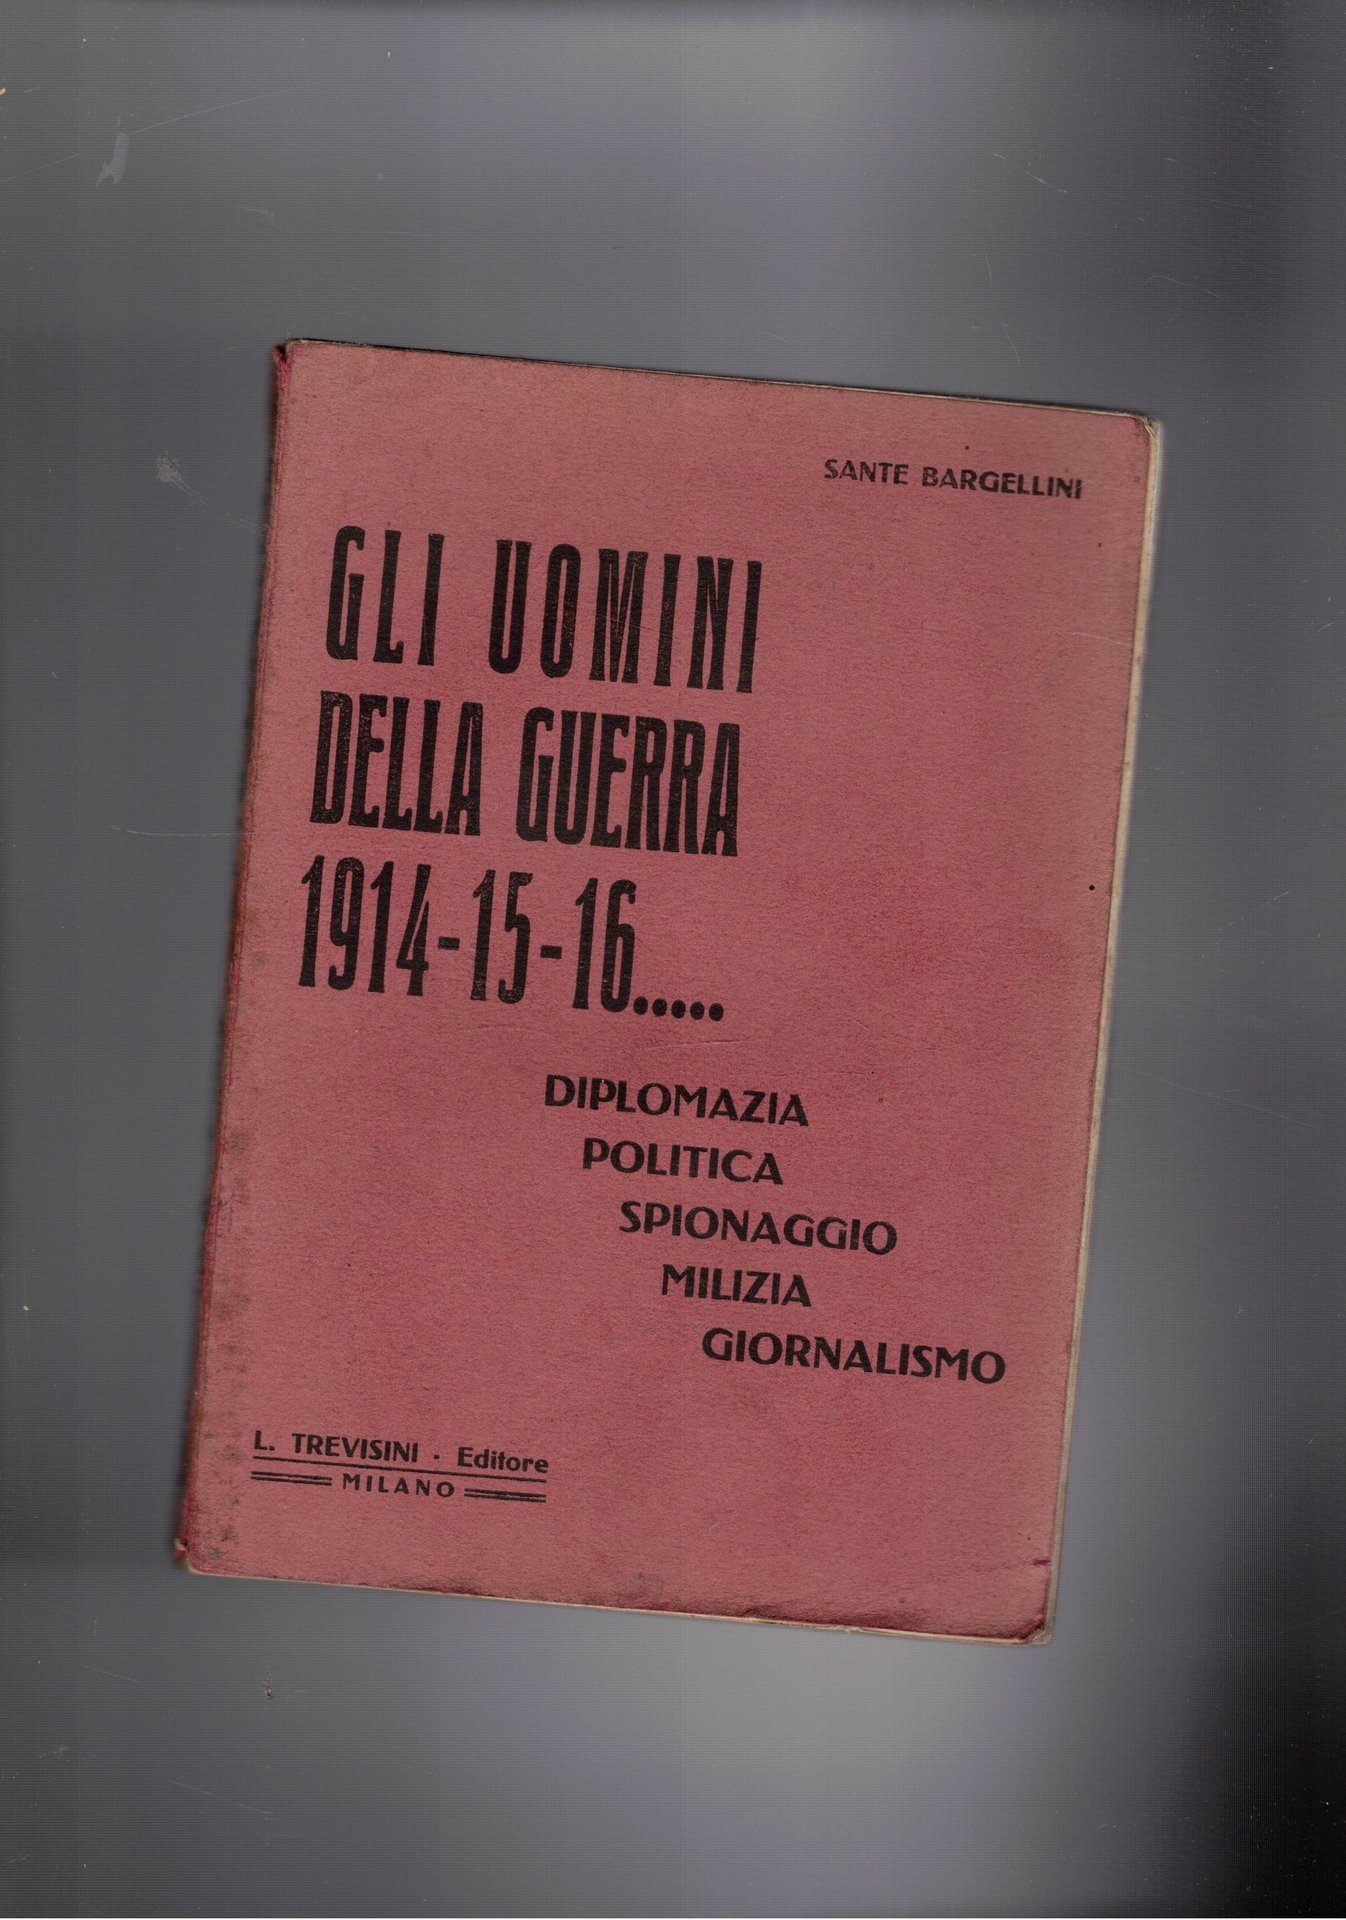 SANTE BARGELLINI
GLI UOMINI
DELLA GUERRA
1914-15-16.....
DIPLOMAZIA
POLITICA
SPIONAGGIO
MILIZIA
GIORNALISMO
L. TREVISINI - Editore
MILANO